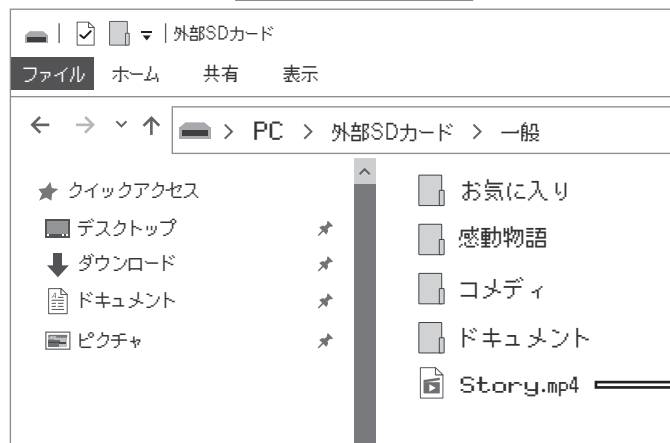 外部SDカード
ファイル ホーム 共有 表示
PC > 外部SDカード > 一般
クイックアクセス
デスクトップ
ダウンロード
ドキュメント
ピクチャ
お気に入り
感動物語
コメディ
ドキュメント
Story.mp4